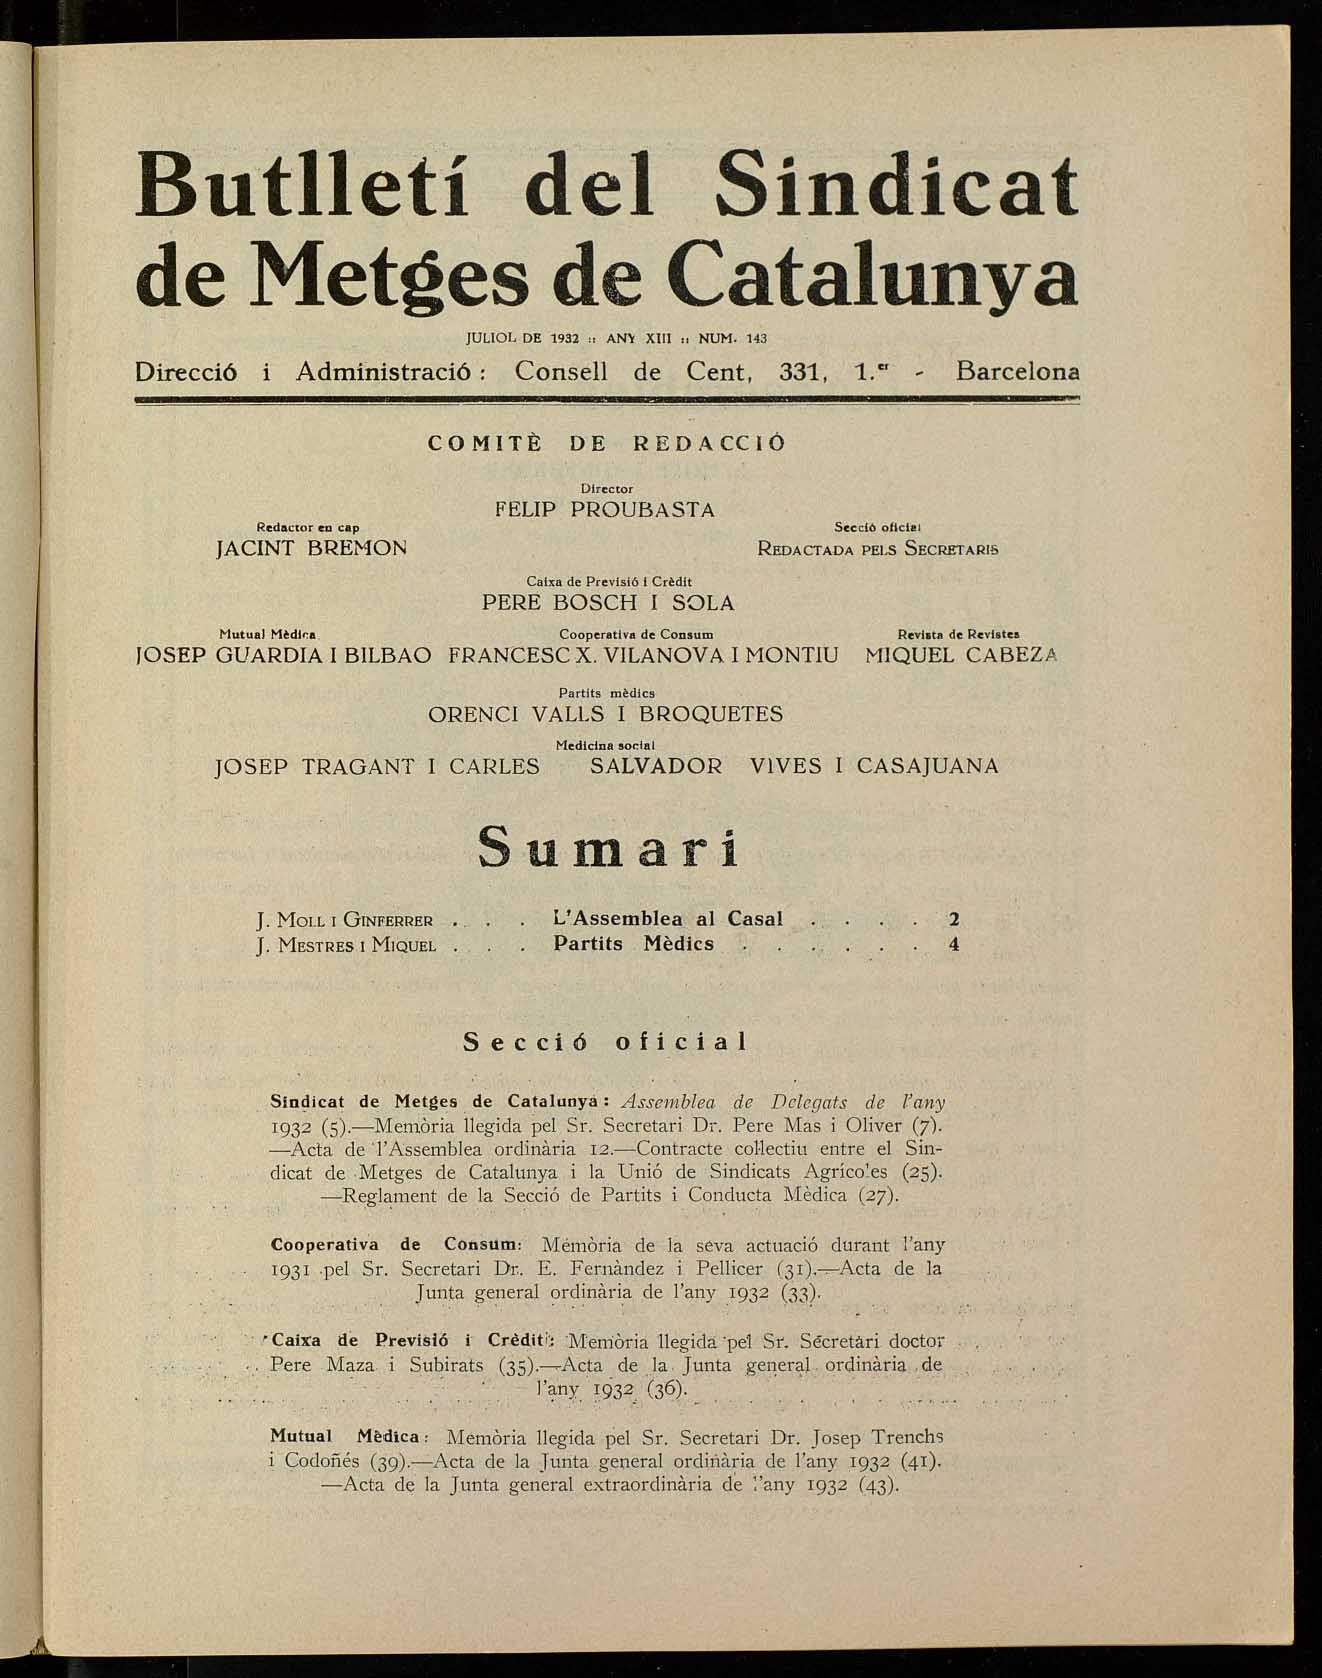 Butlletí del Sindicat
de Metges de Catalunya
JULIOL DE 1932 :: ANY XIII :: NUM. 143
Direcció i Administració : Consell de Cent, 331, 1.er - Barcelona
COMITÈ DE REDACCIÓ
Director
FELIP PROUBASTA
Redactor en cap
JACINT BREMON
Secció oficial
REDACTADA PELS SECRETARIS
Caixa de Previsió i Crèdit
PERE BOSCH I SOLA
Mutual Mèdica
JOSEP GUARDIA I BILBAO
Cooperativa de Consum
FRANCESC X. VILANOVA I MONTIU
Revista de Revistes
MIQUEL CABEZA
Partits mèdics
ORENCI VALLS I BROQUETES
Medicina social
JOSEP TRAGANT I CARLES SALVADOR VIVES I CASAJUANA
Sumari
J. MOLL I GINFERRER . . . L'Assemblea al Casal . . . . 2
J. MESTRES I MIQUEL . . . Partits Mèdics . . . . . . 4
Secció oficial
Sindicat de Metges de Catalunya : Assemblea de Delegats de l'any
1932 (5).—Memòria llegida pel Sr. Secretari Dr. Pere Mas i Oliver (7).
—Acta de l'Assemblea ordinària 12.—Contracte col·lectiu entre el Sin-
dicat de Metges de Catalunya i la Unió de Sindicats Agrícoles (25).
—Reglament de la Secció de Partits i Conducta Mèdica (27).
Cooperativa de Consum: Mémòria de la seva actuació durant l'any
1931 pel Sr. Secretari Dr. E. Fernàndez i Pellicer (31).—Acta de la
Junta general ordinària de l'any 1932 (33).
Caixa de Previsió i Crèdit: Memòria llegida pel Sr. Secretari doctor
Pere Maza i Subirats (35).—Acta de la Junta general ordinària de
l'any 1932 (36).
Mutual Mèdica : Memòria llegida pel Sr. Secretari Dr. Josep Trenchs
i Codoñés (39).—Acta de la Junta general ordinària de l'any 1932 (41).
—Acta de la Junta general extraordinària de l'any 1932 (43).